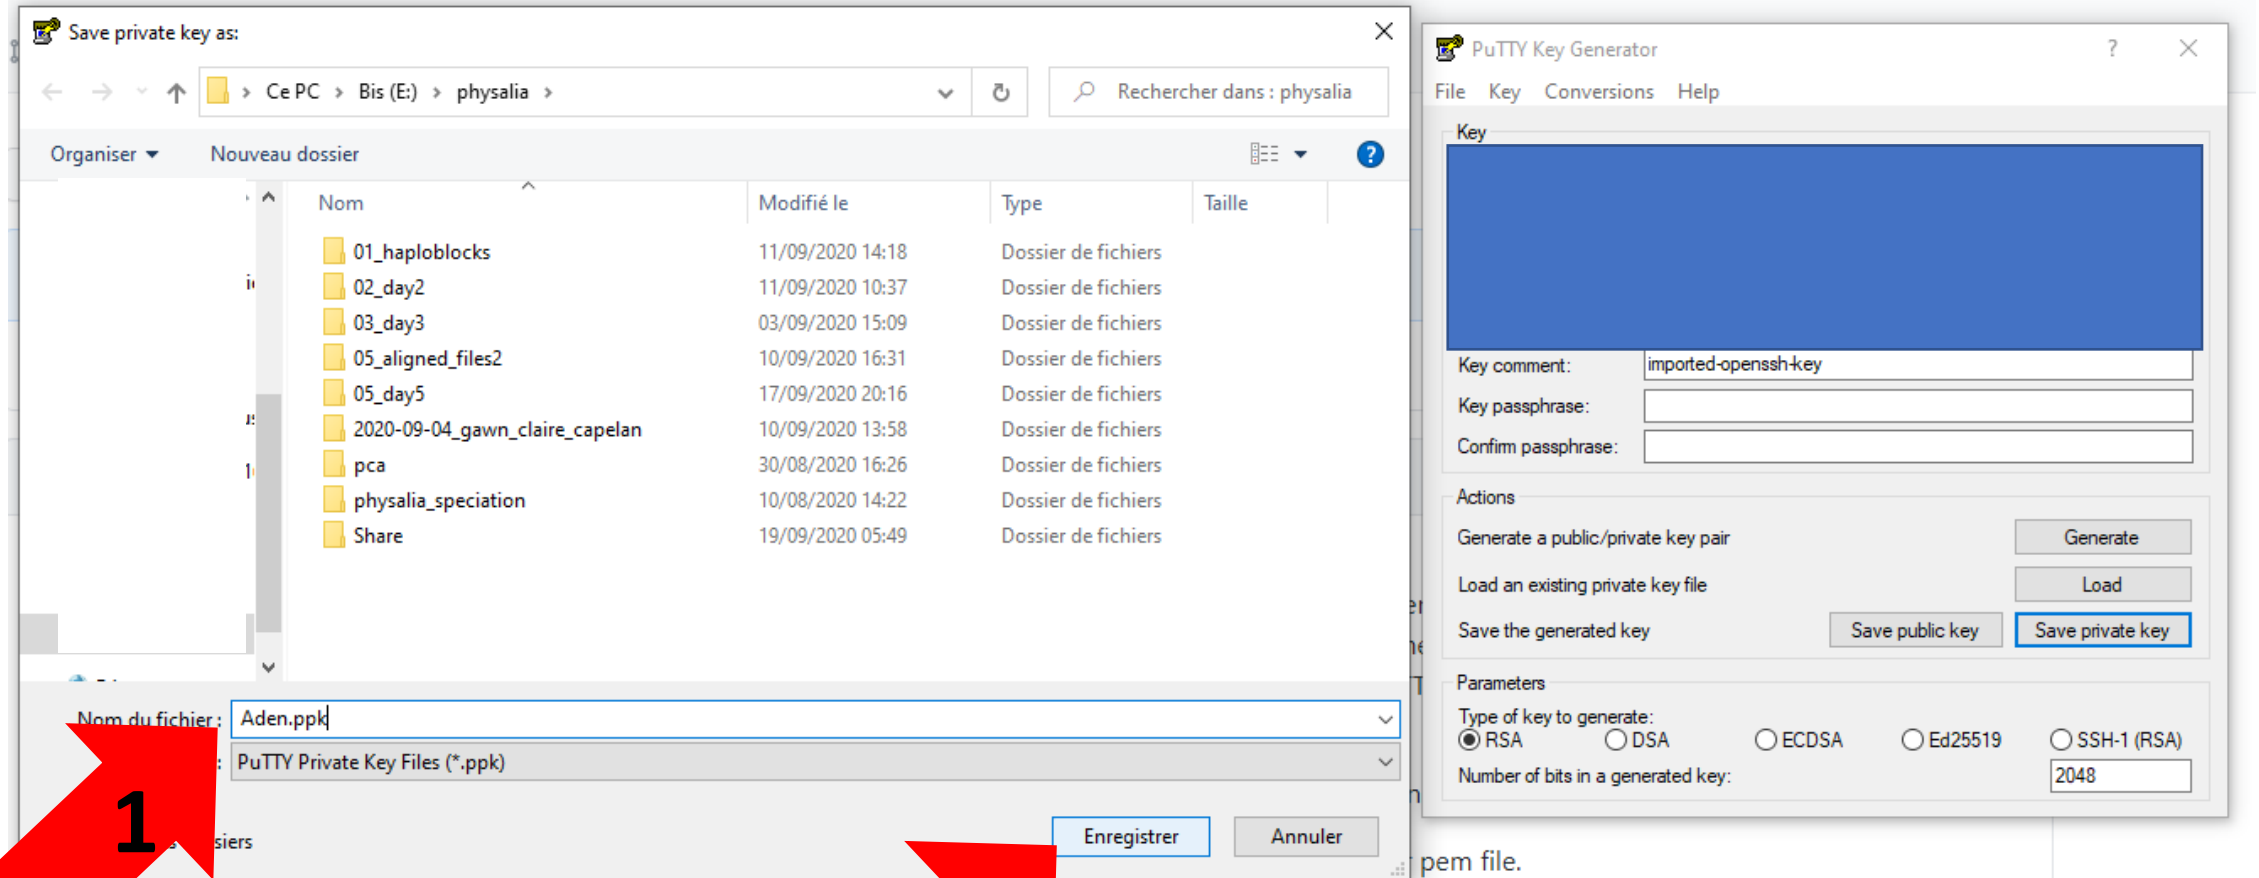 Save private key as:
Ce PC > Bis (E:) > physalia >
Rechercher dans : physalia
Organiser
Nouveau dossier
Nom
Modifié le
Type
Taille
01_haploblocks 11/09/2020 14:18 Dossier de fichiers
02_day2 11/09/2020 10:37 Dossier de fichiers
03_day3 03/09/2020 15:09 Dossier de fichiers
05_aligned_files2 10/09/2020 16:31 Dossier de fichiers
05_day5 17/09/2020 20:16 Dossier de fichiers
2020-09-04_gawn_claire_capelan 10/09/2020 13:58 Dossier de fichiers
pca 30/08/2020 16:26 Dossier de fichiers
physalia_speciation 10/08/2020 14:22 Dossier de fichiers
Share 19/09/2020 05:49 Dossier de fichiers
Nom du fichier : Aden.ppk
: PuTTY Private Key Files (*.ppk)
1
siers
Enregistrer
Annuler
PuTTY Key Generator
?
File Key Conversions Help
Key
Key comment: imported-openssh-key
Key passphrase:
Confirm passphrase:
Actions
Generate a public/private key pair
Generate
Load an existing private key file
Load
Save the generated key
Save public key
Save private key
Parameters
Type of key to generate:
RSA DSA ECDSA Ed25519 SSH-1 (RSA)
Number of bits in a generated key: 2048
pem file.